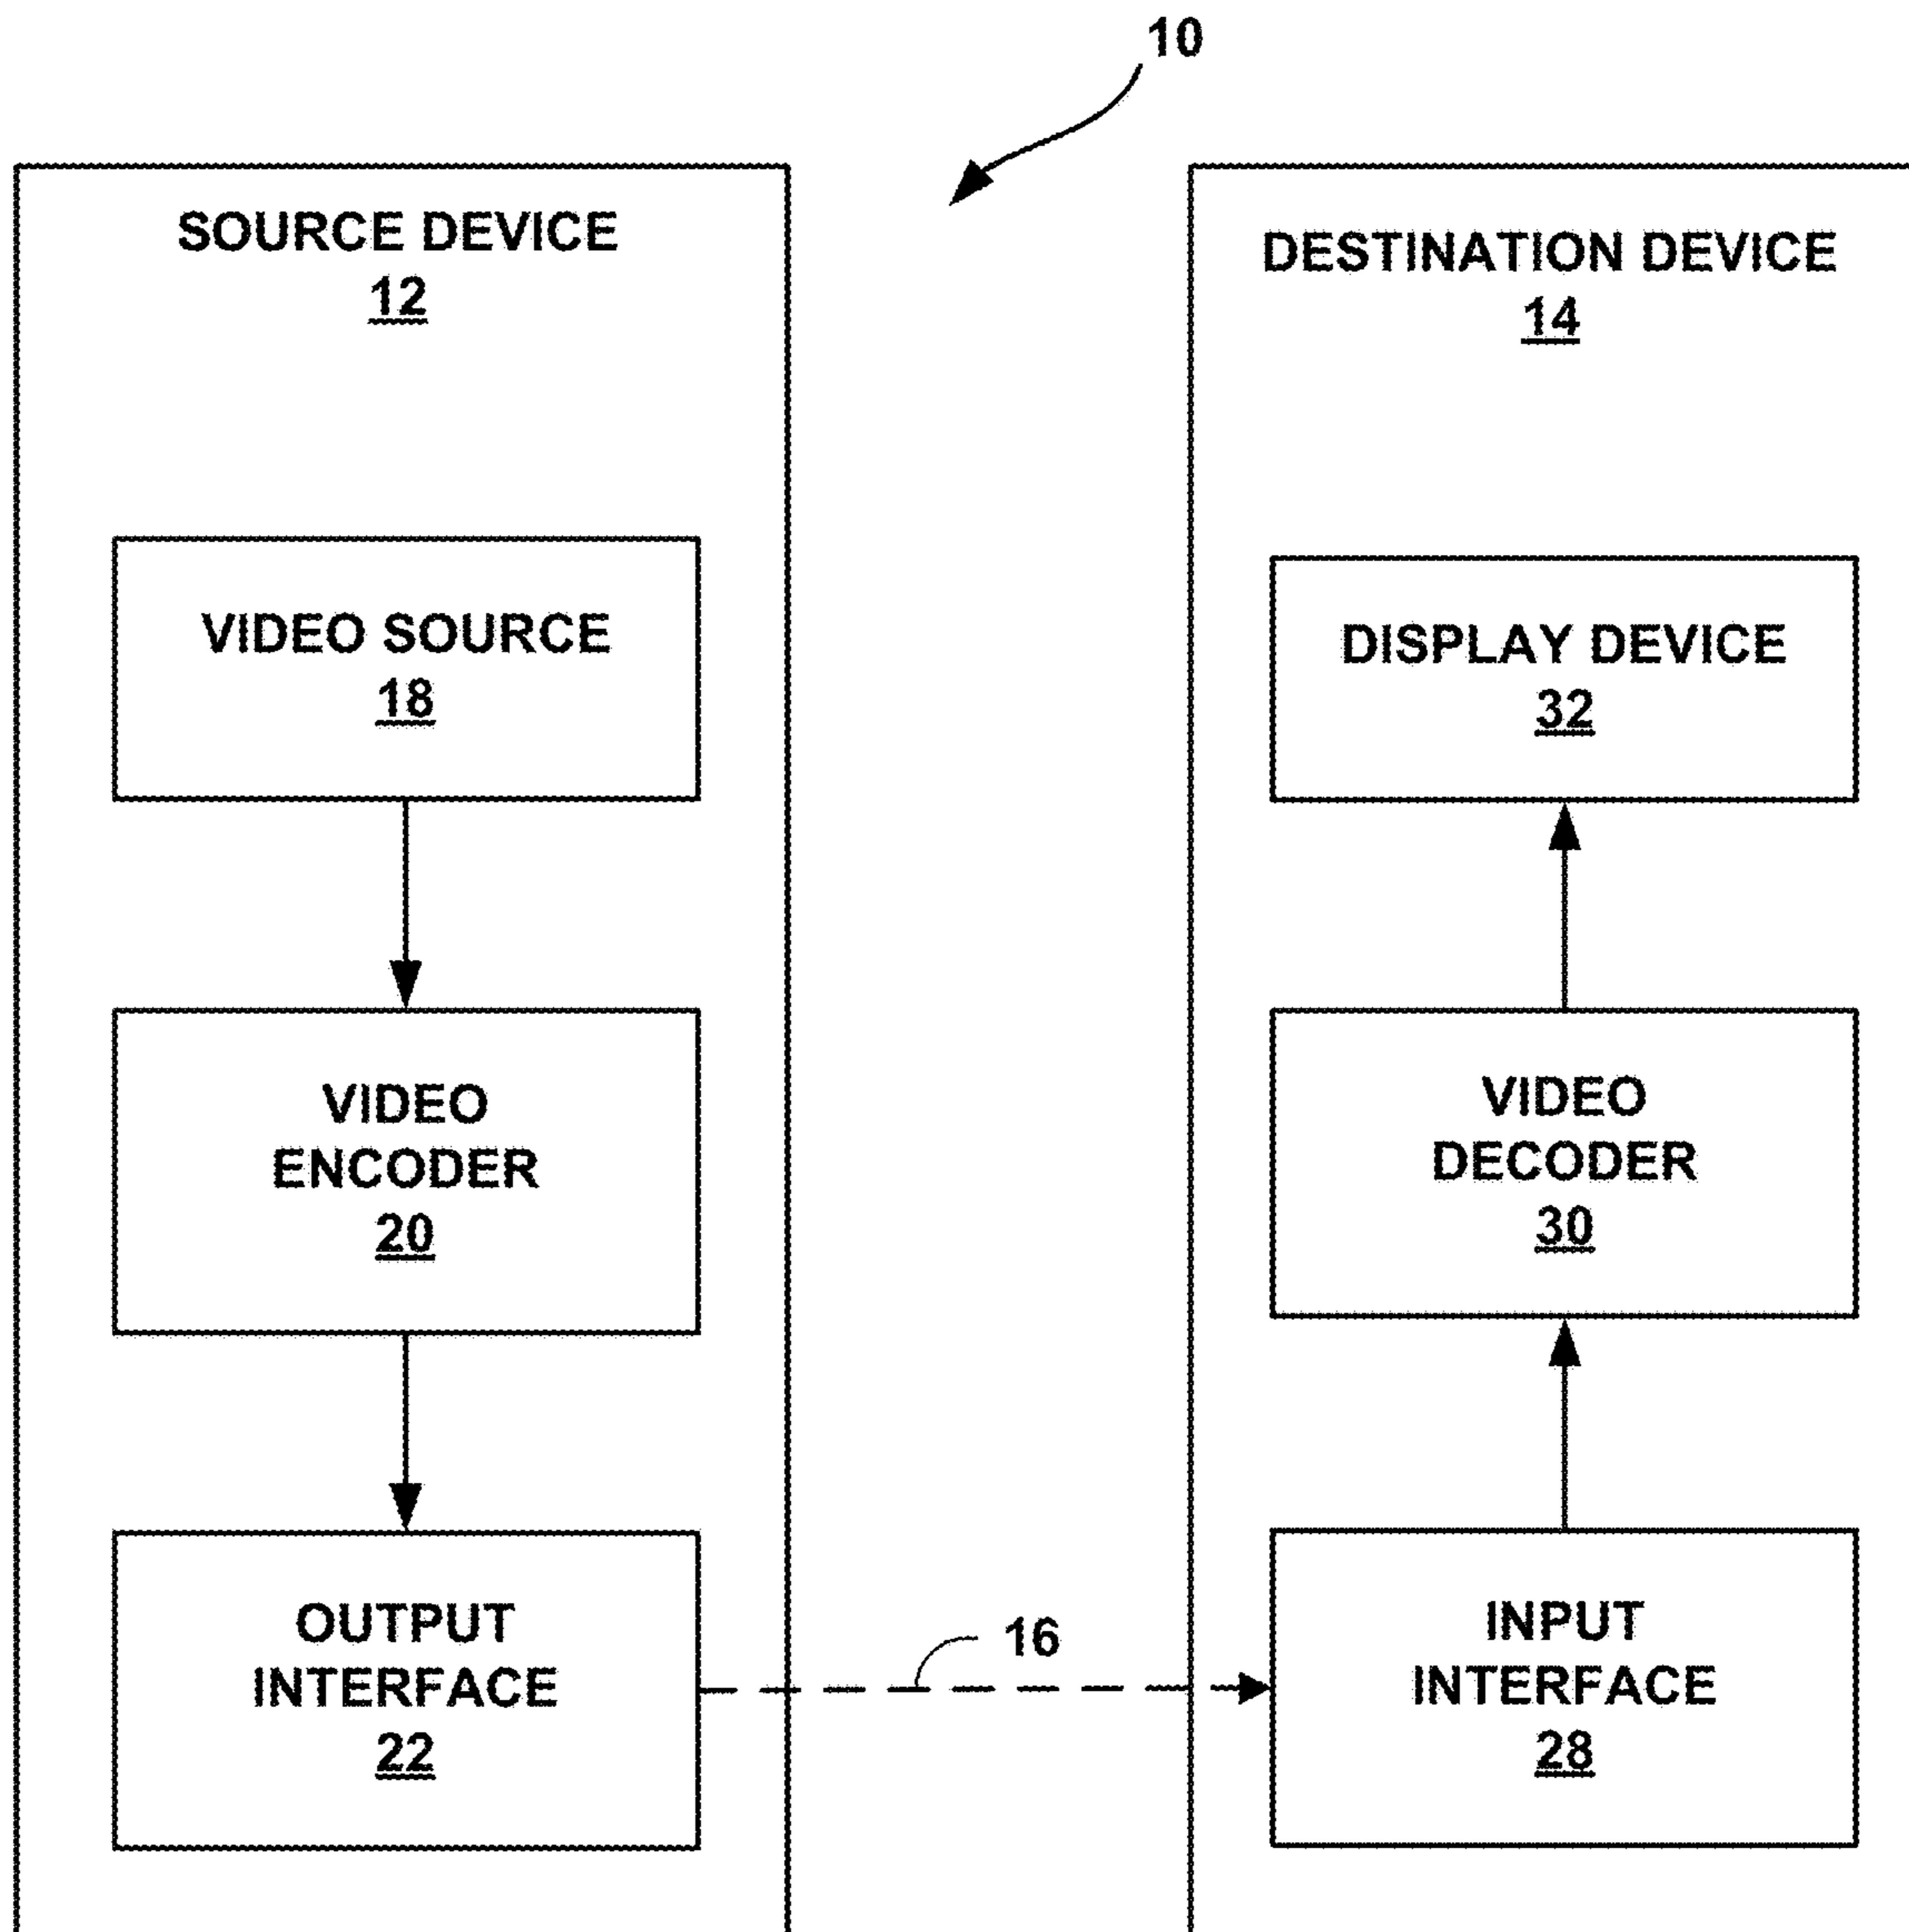 10
SOURCE DEVICE
12
VIDEO SOURCE
18
VIDEO
ENCODER
20
OUTPUT
INTERFACE
22
16
DESTINATION DEVICE
14
DISPLAY DEVICE
32
VIDEO
DECODER
30
INPUT
INTERFACE
28